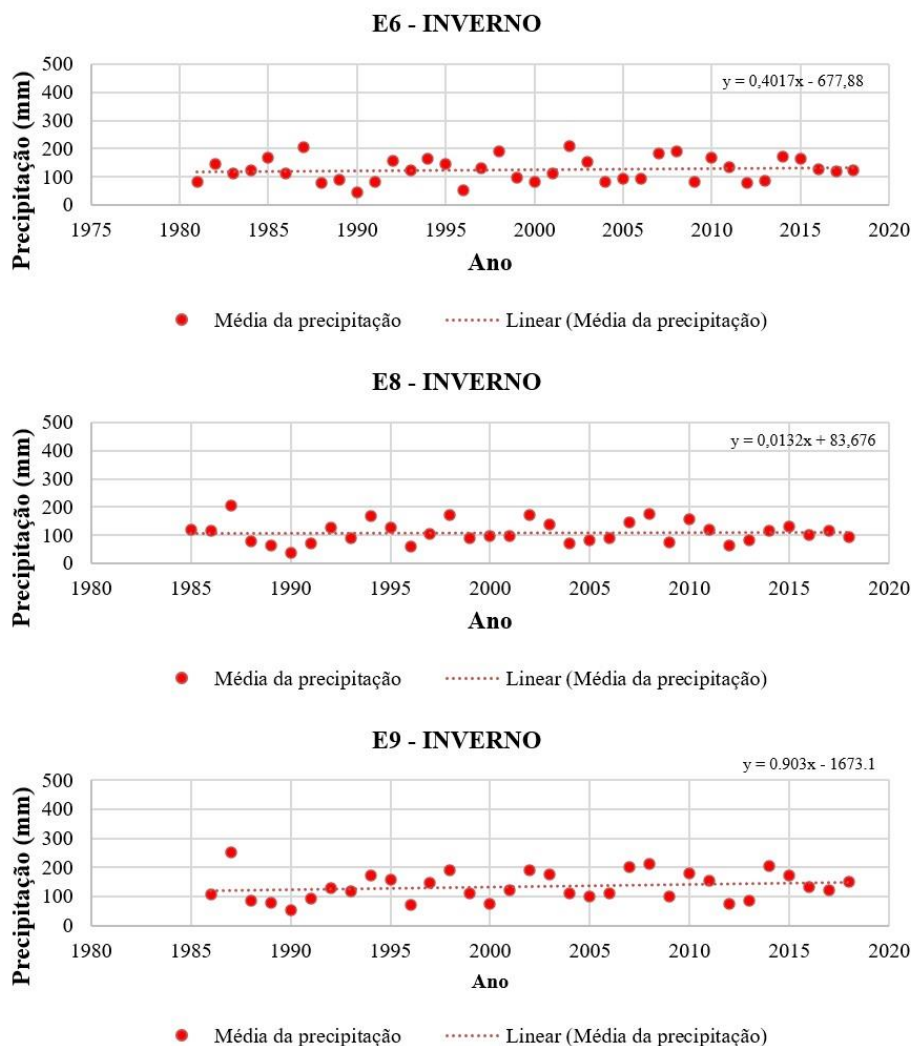 E6 - INVERNO
Precipitação (mm)
500
400
300
200
100
0
y = 0,4017x - 677,88
1975 1980 1985 1990 1995 2000 2005 2010 2015 2020
Ano
Média da precipitação Linear (Média da precipitação)
E8 - INVERNO
Precipitação (mm)
500
400
300
200
100
0
y = 0,0132x + 83,676
1980 1985 1990 1995 2000 2005 2010 2015 2020
Ano
Média da precipitação Linear (Média da precipitação)
E9 - INVERNO
Precipitação (mm)
500
400
300
200
100
0
y = 0.903x - 1673.1
1980 1985 1990 1995 2000 2005 2010 2015 2020
Ano
Média da precipitação Linear (Média da precipitação)